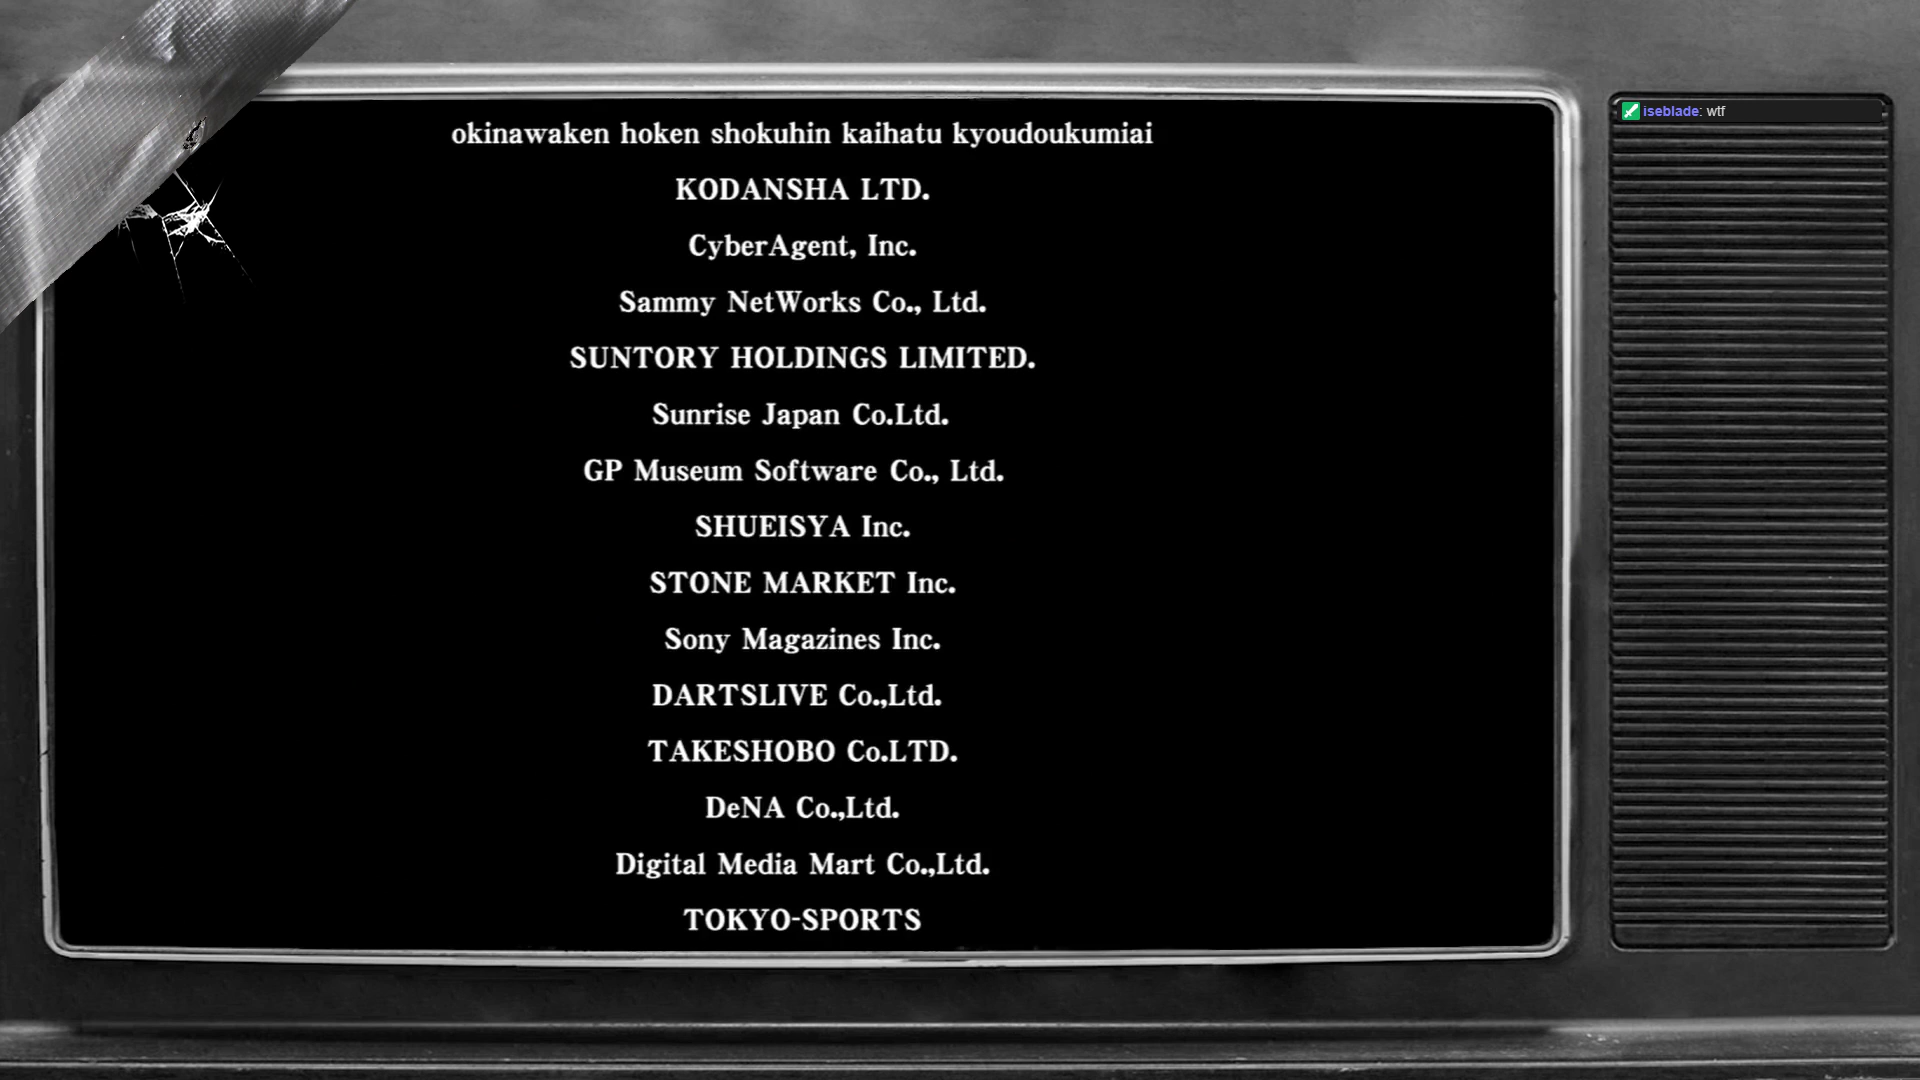 okinawaken hoken shokuhin kaihatu kyoudoukumiai
KODANSHA LTD.
CyberAgent, Inc.
Sammy NetWorks Co., Ltd.
SUNTORY HOLDINGS LIMITED.
Sunrise Japan Co.Ltd.
GP Museum Software Co., Ltd.
SHUEISYA Inc.
STONE MARKET Inc.
Sony Magazines Inc.
DARTSLIVE Co.,Ltd.
TAKESHOBO Co.LTD.
DeNA Co.,Ltd.
Digital Media Mart Co.,Ltd.
TOKYO-SPORTS
iseblade: wtf